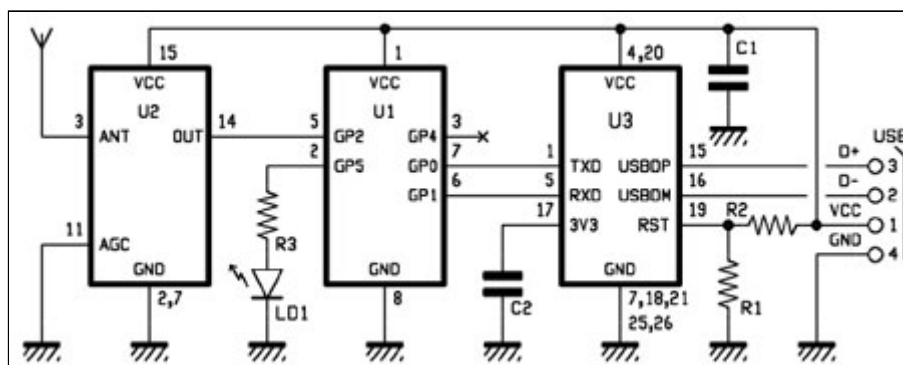 15
VCC
U2
3
ANT
OUT
14
11
AGC
GND
2,7
1
VCC
U1
5
GP2
GP4
3
2
GP5
GP0
7
GP1
6
GND
8
R3
LD1
4,20
VCC
U3
1
TXD
USBDP
15
5
RXD
USBDM
16
17
3V3
RST
19
GND
7,18,21
25,26
C2
C1
R2
R1
USB
D+
3
D-
2
VCC
1
GND
4